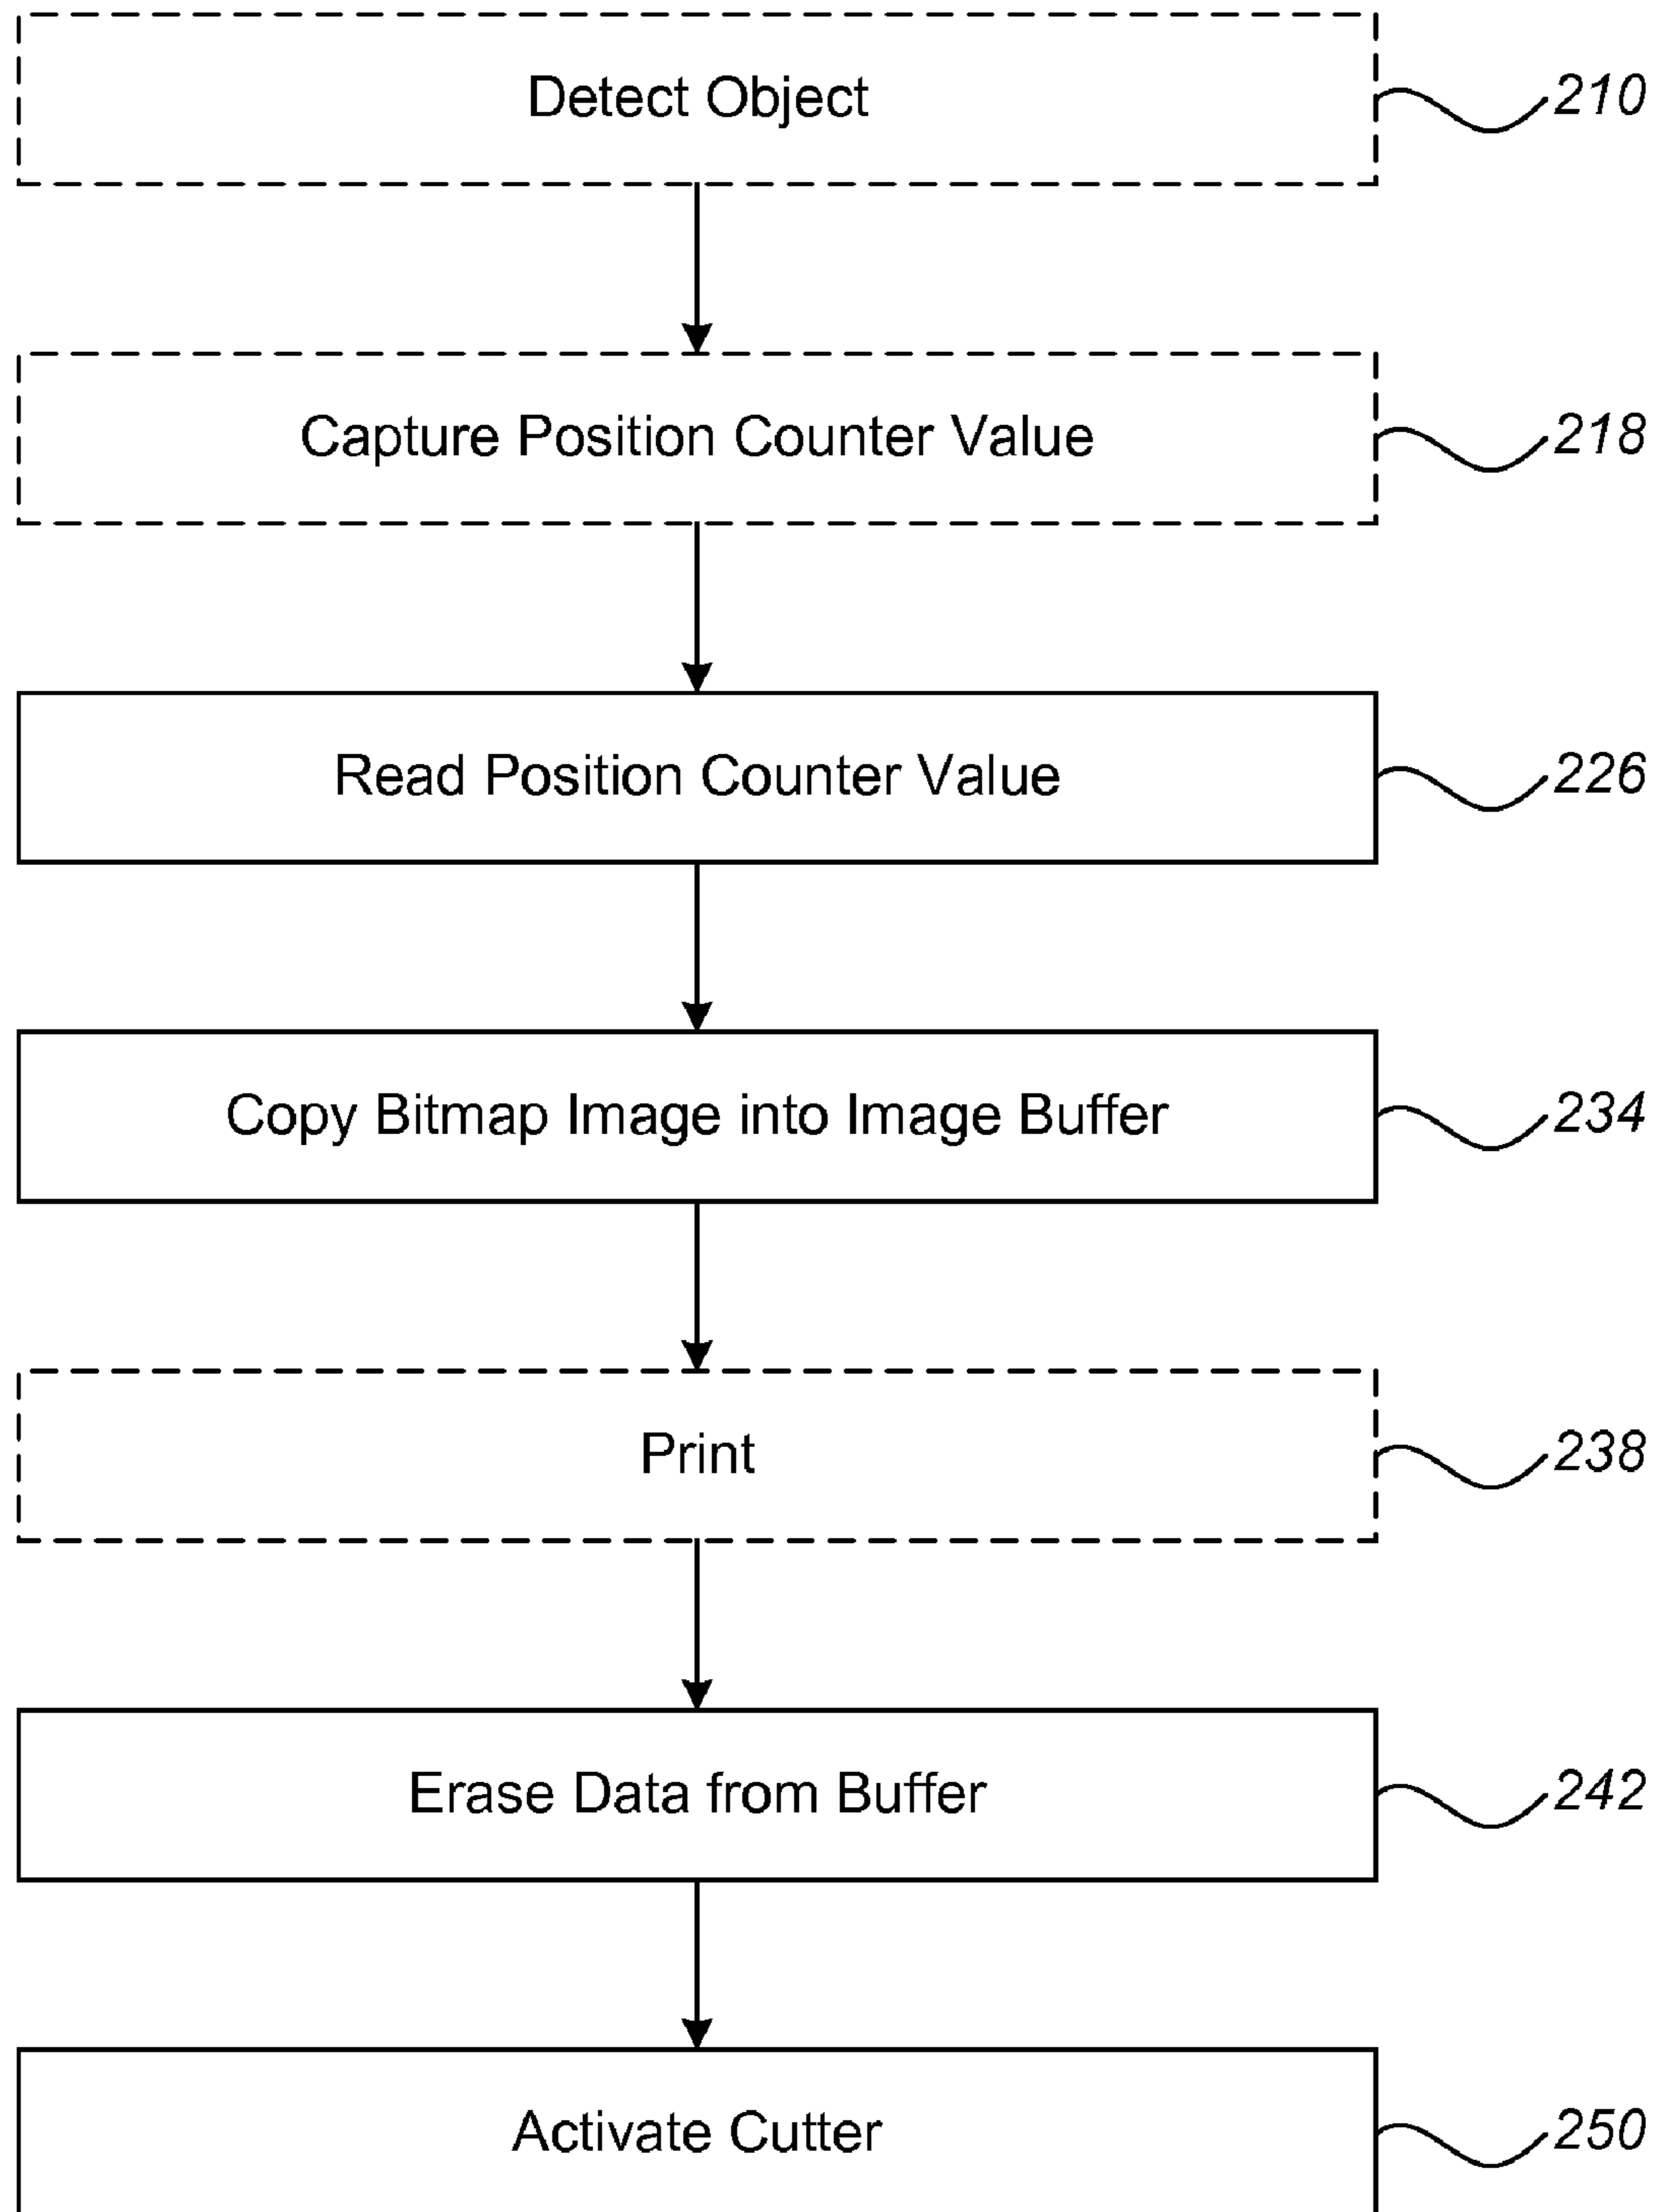 Detect Object 210
Capture Position Counter Value 218
Read Position Counter Value 226
Copy Bitmap Image into Image Buffer 234
Print 238
Erase Data from Buffer 242
Activate Cutter 250